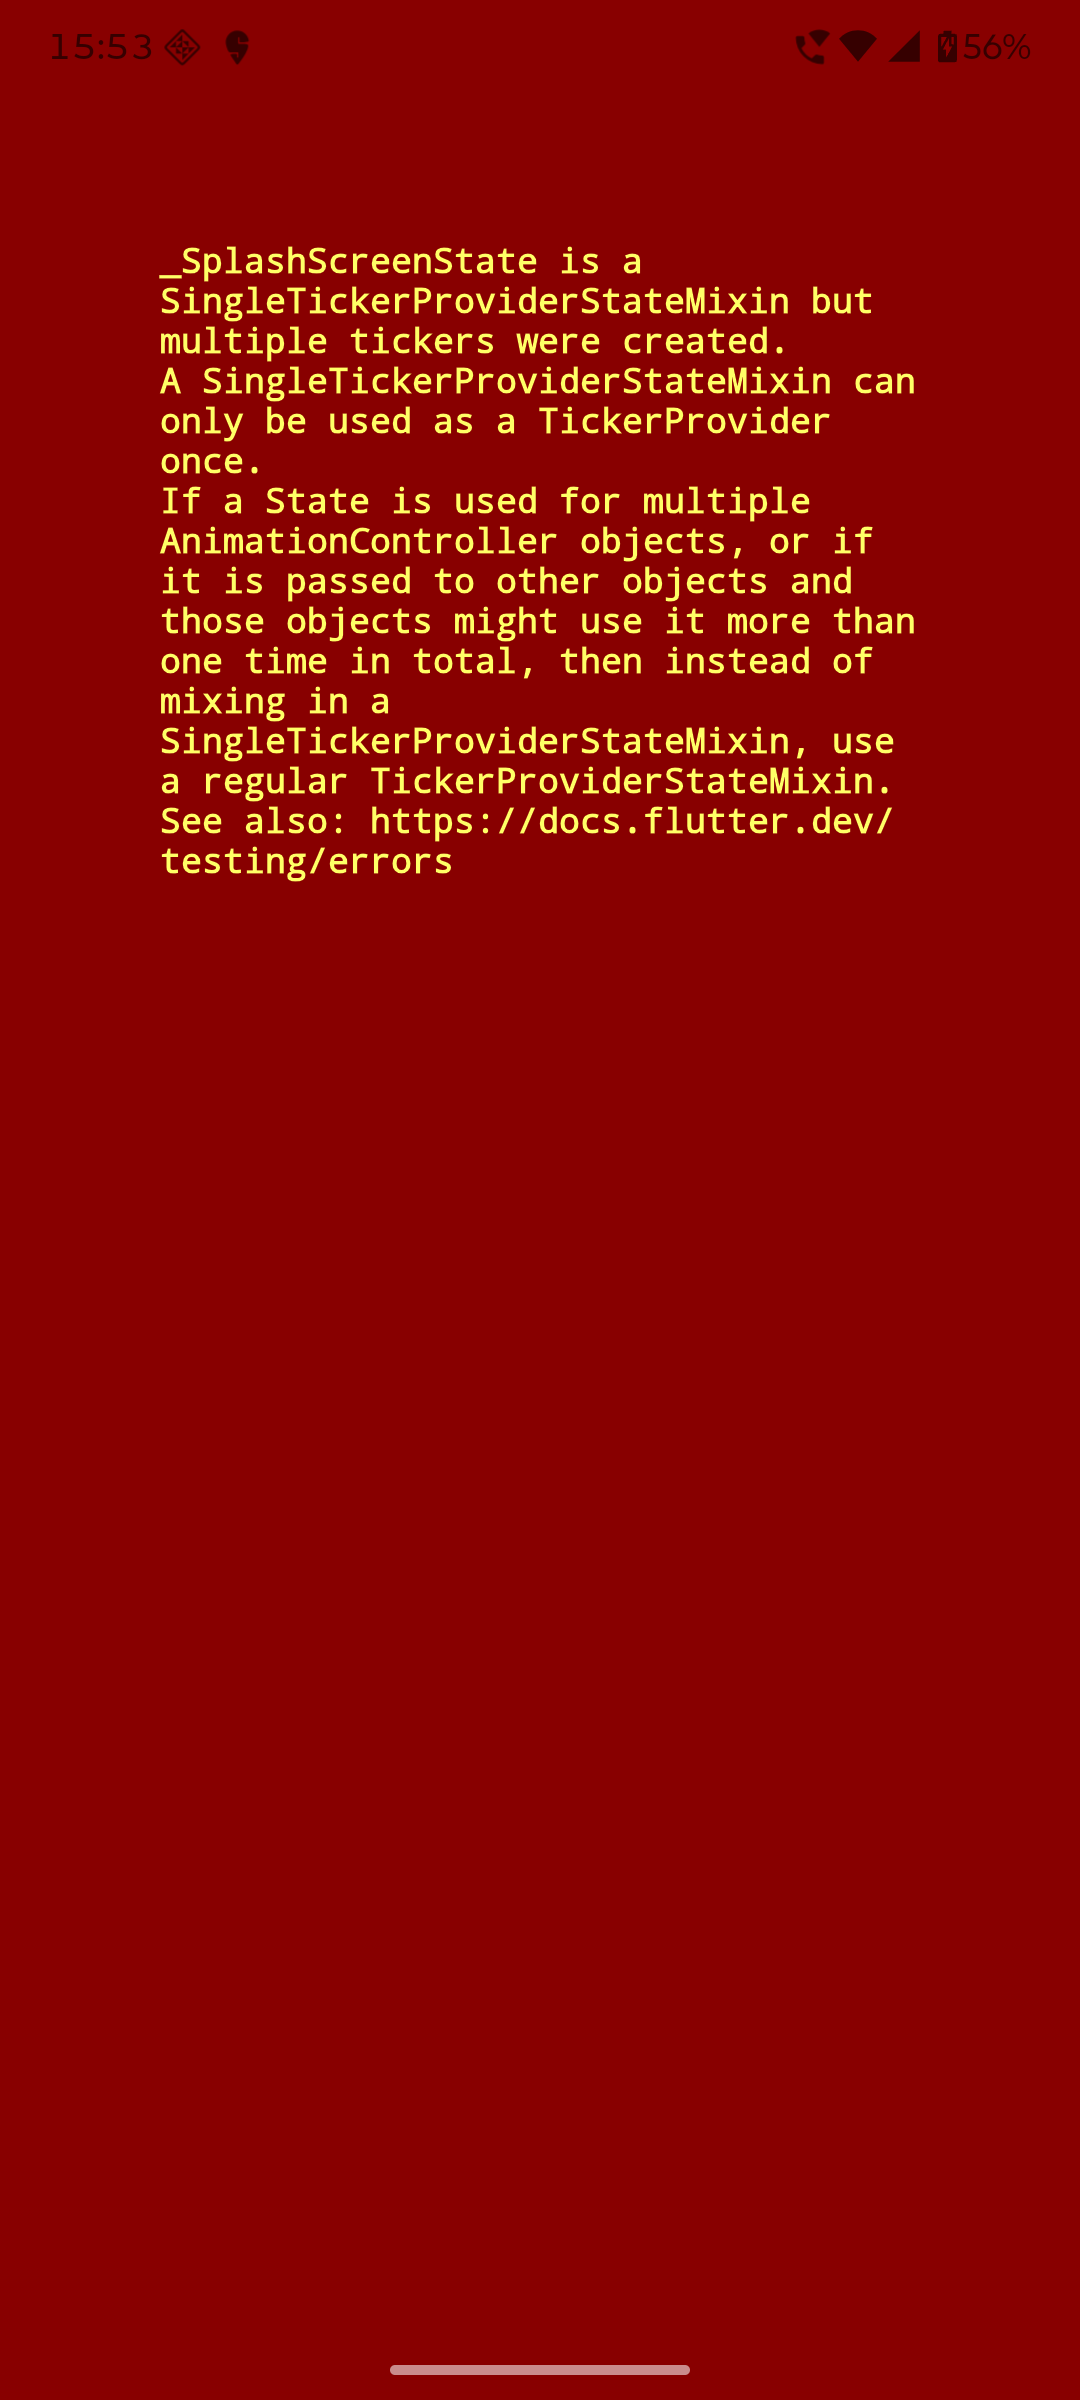 15:53
56%
_SplashScreenState is a
SingleTickerProviderStateMixin but
multiple tickers were created.
A SingleTickerProviderStateMixin can
only be used as a TickerProvider
once.
If a State is used for multiple
AnimationController objects, or if
it is passed to other objects and
those objects might use it more than
one time in total, then instead of
mixing in a
SingleTickerProviderStateMixin, use
a regular TickerProviderStateMixin.
See also: https://docs.flutter.dev/
testing/errors